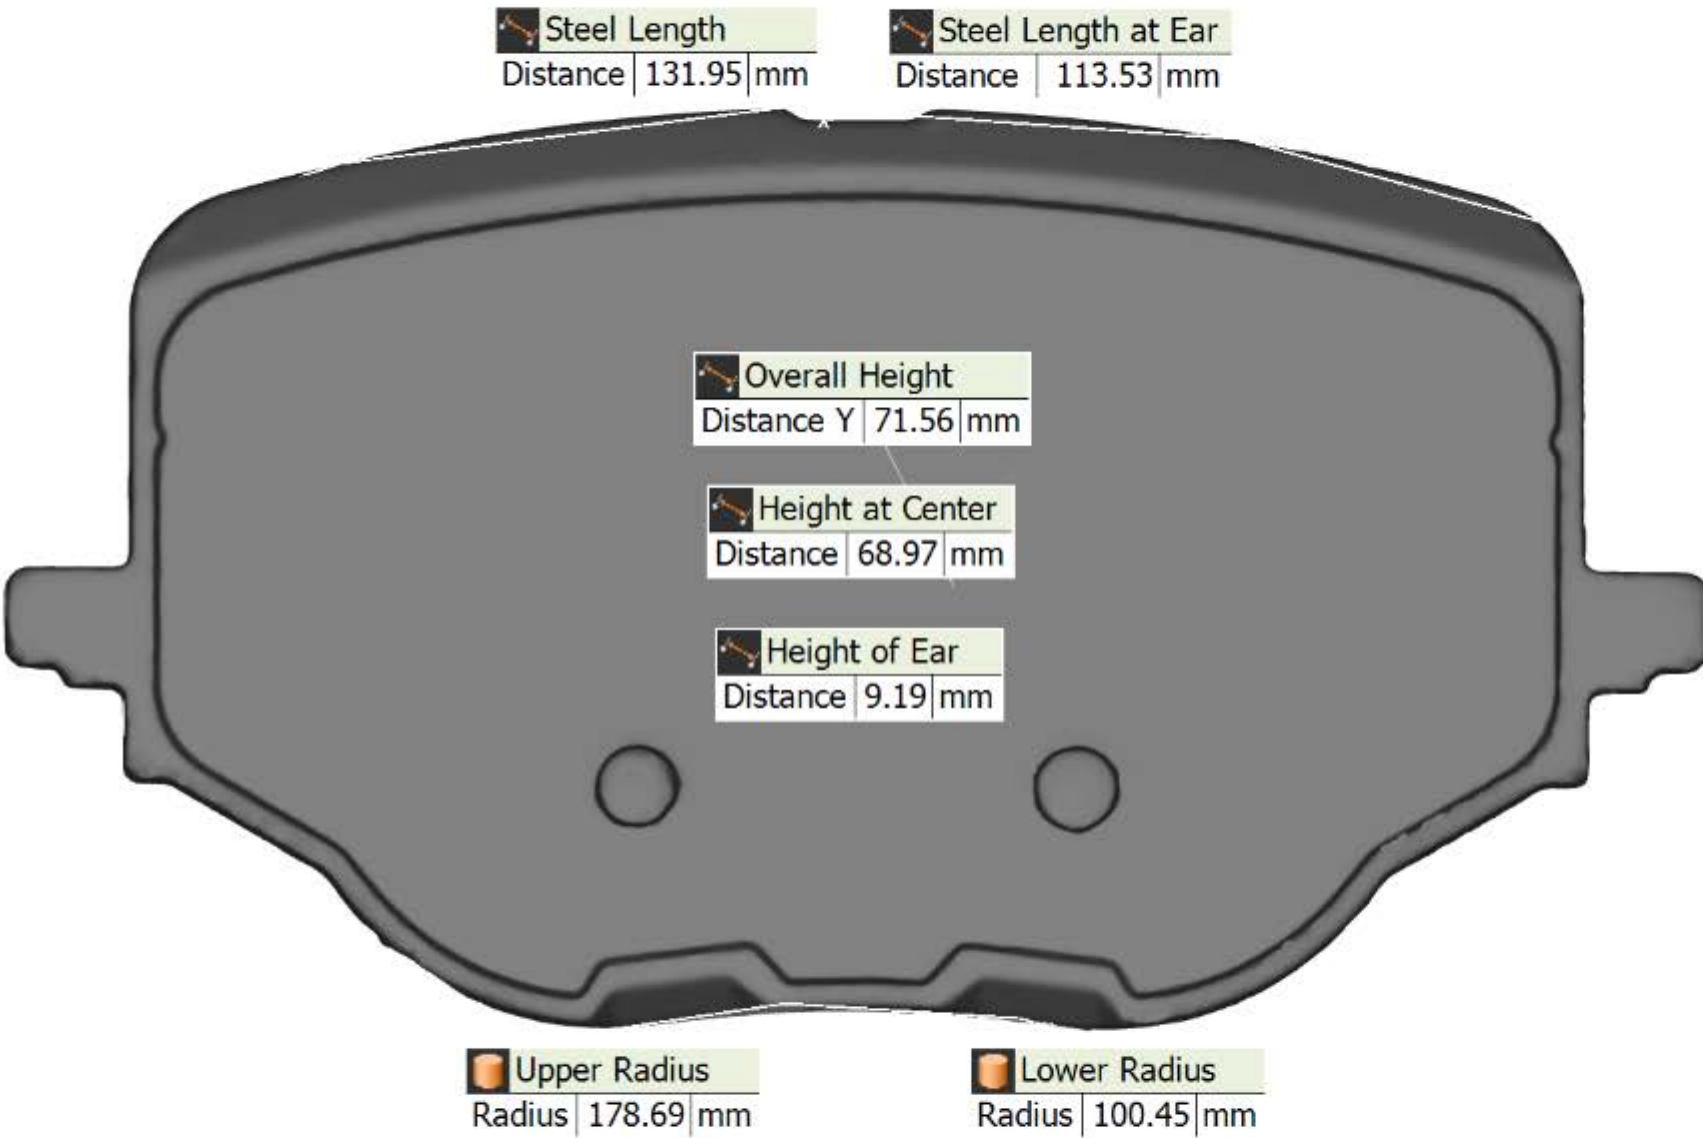 Steel Length
Distance 131.95 mm
Steel Length at Ear
Distance 113.53 mm
Overall Height
Distance Y 71.56 mm
Height at Center
Distance 68.97 mm
Height of Ear
Distance 9.19 mm
Upper Radius
Radius 178.69 mm
Lower Radius
Radius 100.45 mm